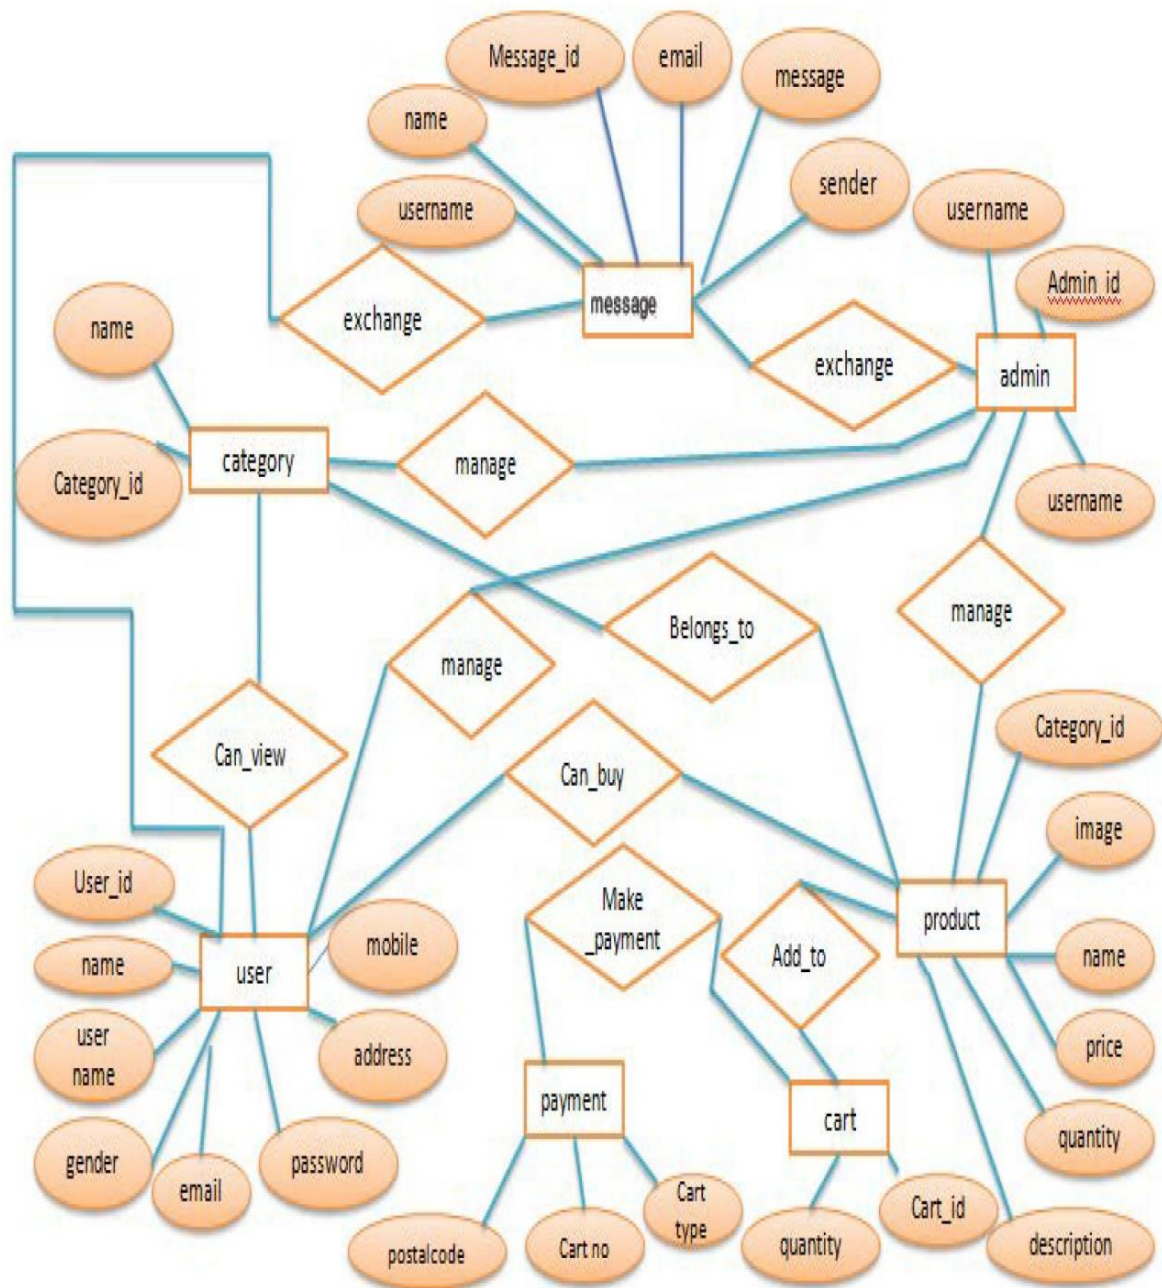 Message_id
email
message
name
sender
username
username
Admin_id
message
exchange
name
exchange
admin
category
manage
Category_id
username
manage
Belongs_to
manage
Category_id
Can_view
Can_buy
image
User_id
Make
_payment
product
mobile
name
user
Add_to
name
user
name
address
price
payment
cart
quantity
gender
password
email
Cart
type
Cart_id
postalcode
Cart no
quantity
description